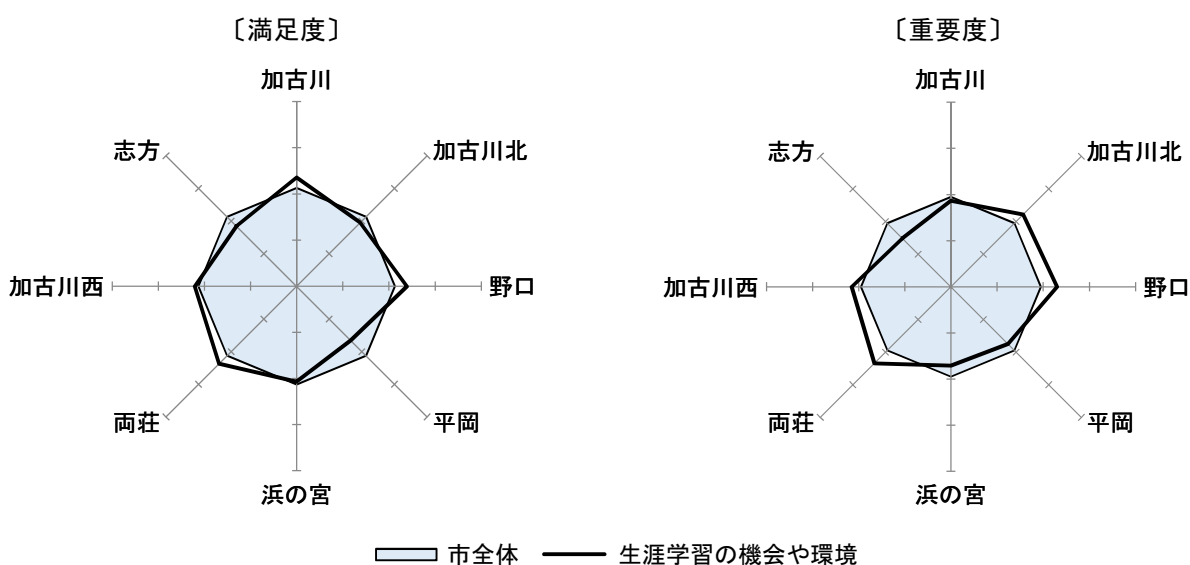 〔満足度〕
加古川
加古川北
野口
平岡
浜の宮
両荘
加古川西
志方
〔重要度〕
加古川
加古川北
野口
平岡
浜の宮
両荘
加古川西
志方
市全体
生涯学習の機会や環境